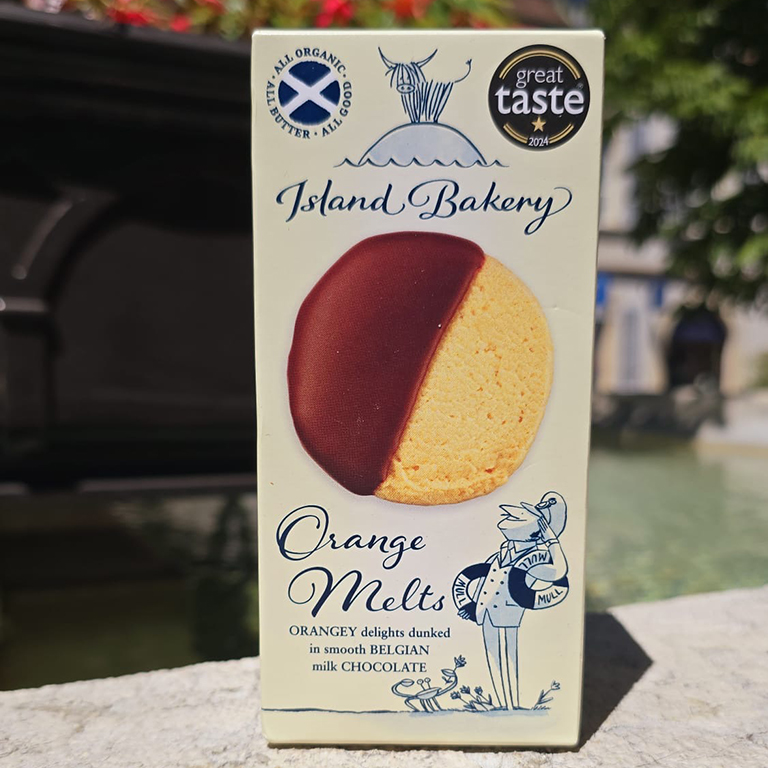 · ALL ORGANIC · ALL GOOD · ALL BUTTER
great
taste
2024
Island Bakery
Orange
Melts
MULL
MULL
MULL
ORANGEY delights dunked
in smooth BELGIAN
milk CHOCOLATE